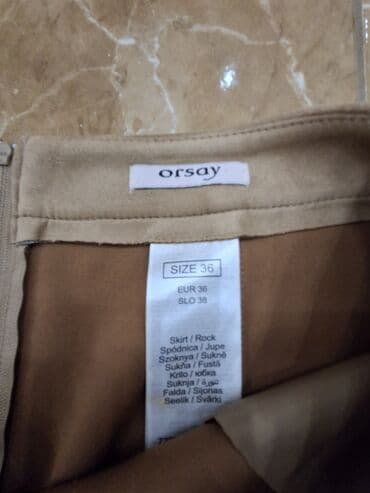 orsay
SIZE 36
EUR 36
SLO 36
Skirt / Rock
Spódnica / Jupe
Szoknya / Sukně
Sukňa / Fustă
Krilo / юбка
Suknja / تنورة
Falda / Sijonas
Seelik / Svārki